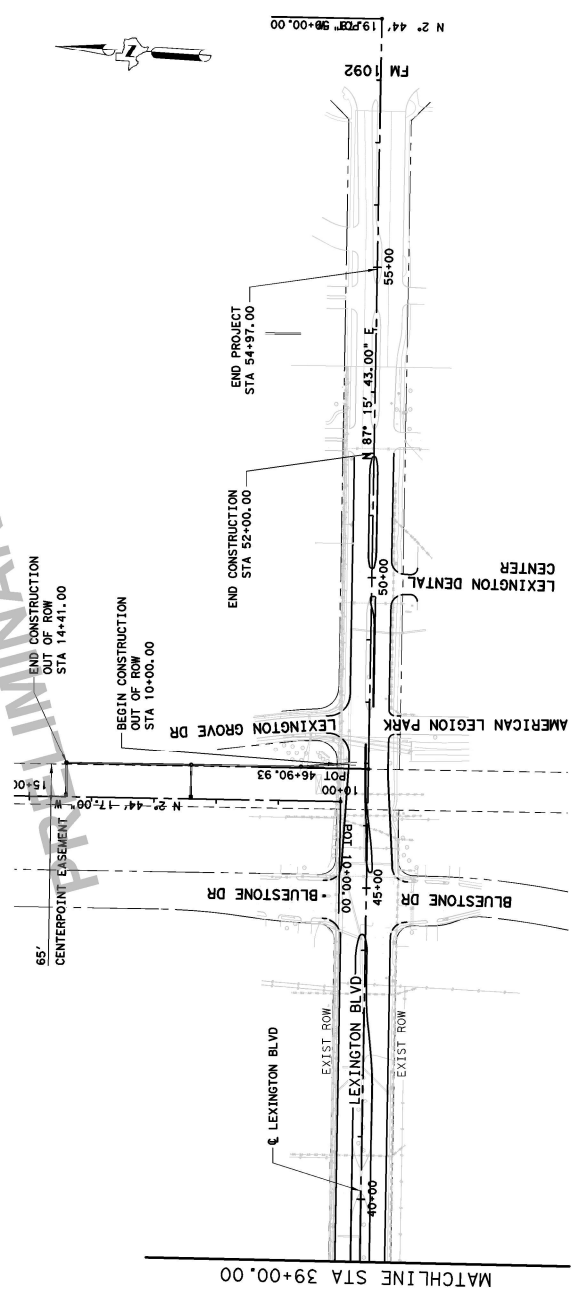 N 2° 44' 19.
59+00.00
FM 1092
END PROJECT
STA 54+97.00
55+00
N 87° 15' 43.00" E
END CONSTRUCTION
STA 52+00.00
50+00
LEXINGTON DENTAL
CENTER
END CONSTRUCTION
OUT OF ROW
STA 14+41.00
BEGIN CONSTRUCTION
OUT OF ROW
STA 10+00.00
LEXINGTON GROVE DR
AMERICAN LEGION PARK
15+00
N 2° 44' 17.00" W
POT 46+90.93
10+00
POT 10+00.00
65'
CENTERPOINT EASEMENT
BLUESTONE DR
BLUESTONE DR
45+00
EXIST ROW
LEXINGTON BLVD
EXIST ROW
℄ LEXINGTON BLVD
40+00
MATCHLINE STA 39+00.00
Z